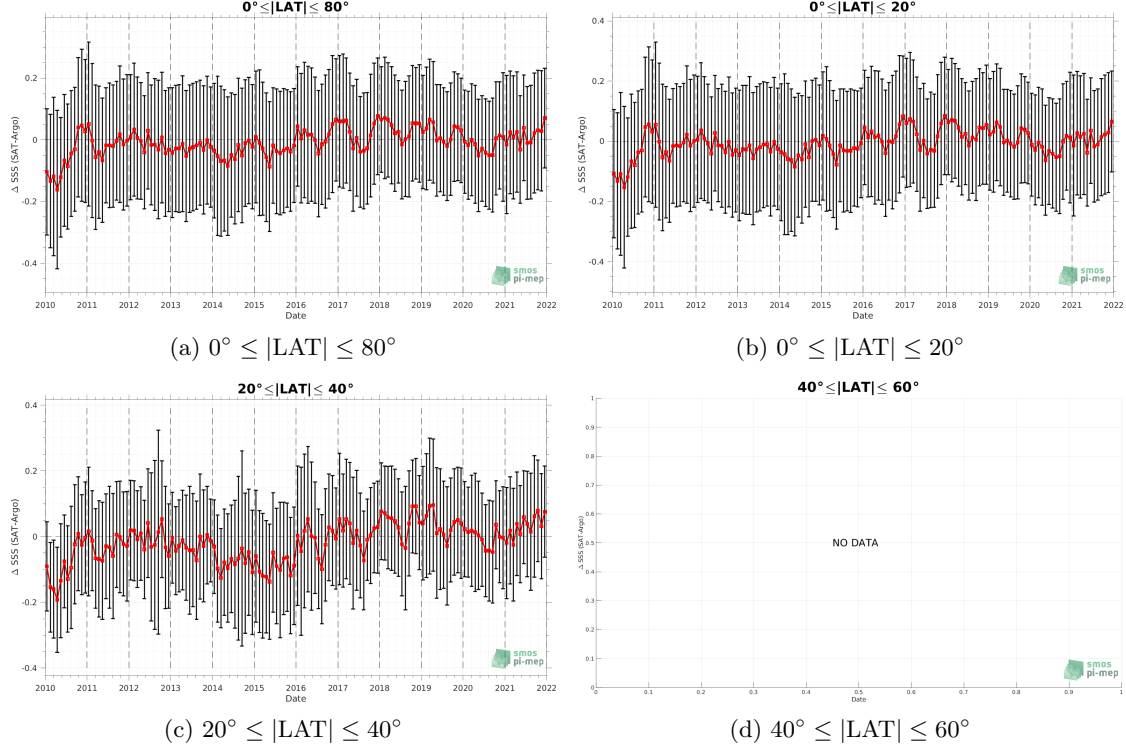 0°≤|LAT|≤ 80°
Δ SSS (SAT-Argo)
0.2
0
-0.2
-0.4
2010 2011 2012 2013 2014 2015 2016 2017 2018 2019 2020 2021 2022
Date
smos
pi-mep
(a) 0° ≤ |LAT| ≤ 80°
0°≤|LAT|≤ 20°
Δ SSS (SAT-Argo)
0.4
0.2
0
-0.2
-0.4
2010 2011 2012 2013 2014 2015 2016 2017 2018 2019 2020 2021 2022
Date
smos
pi-mep
(b) 0° ≤ |LAT| ≤ 20°
20°≤|LAT|≤ 40°
Δ SSS (SAT-Argo)
0.4
0.2
0
-0.2
-0.4
2010 2011 2012 2013 2014 2015 2016 2017 2018 2019 2020 2021 2022
Date
smos
pi-mep
(c) 20° ≤ |LAT| ≤ 40°
40°≤|LAT|≤ 60°
Δ SSS (SAT-Argo)
1
0.9
0.8
0.7
0.6
0.5
0.4
0.3
0.2
0.1
0
NO DATA
0 0.1 0.2 0.3 0.4 0.5 0.6 0.7 0.8 0.9 1
Date
smos
pi-mep
(d) 40° ≤ |LAT| ≤ 60°